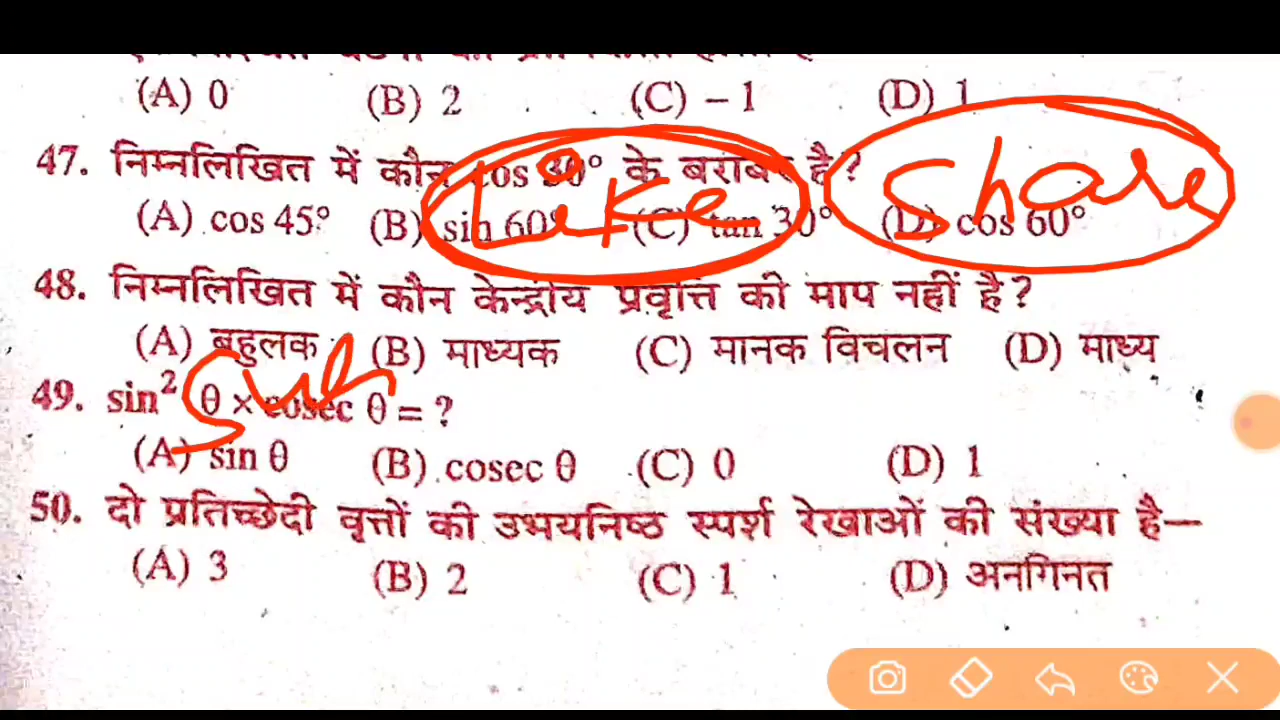 (A) 0 (B) 2 (C) – 1 (D) 1
47. निम्नलिखित में कौन cos 30° के बराबर है?
Like Share
(A) cos 45° (B) sin 60° (C) tan 30° (D) cos 60°
48. निम्नलिखित में कौन केन्द्रीय प्रवृत्ति की माप नहीं है?
(A) बहुलक (B) माध्यक (C) मानक विचलन (D) माध्य
Sub
49. sin² θ × cosec θ = ?
(A) sin θ (B) cosec θ (C) 0 (D) 1
50. दो प्रतिच्छेदी वृत्तों की उभयनिष्ठ स्पर्श रेखाओं की संख्या है—
(A) 3 (B) 2 (C) 1 (D) अनगिनत